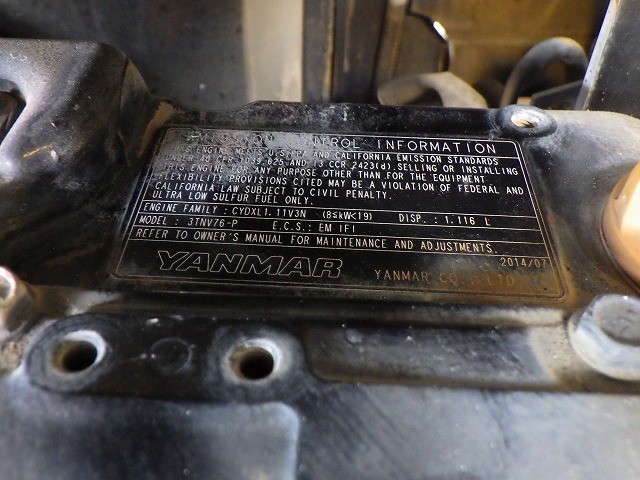 CONTROL INFORMATION
ENGINE MEETS U.S. EPA AND CALIFORNIA EMISSION STANDARDS
UNDER 40 CFR 1039.625 AND 13 CCR 2423(d). SELLING OR INSTALLING
THIS ENGINE FOR ANY PURPOSE OTHER THAN FOR THE EQUIPMENT
FLEXIBILITY PROVISIONS CITED MAY BE A VIOLATION OF FEDERAL AND
CALIFORNIA LAW SUBJECT TO CIVIL PENALTY.
ULTRA LOW SULFUR FUEL ONLY.
ENGINE FAMILY : CYDXL1.11V3N (8≤kW<19) DISP. : 1.116 L
MODEL : 3TNV76-P E.C.S.: EM IFI
REFER TO OWNER'S MANUAL FOR MAINTENANCE AND ADJUSTMENTS.
2014/07
YANMAR YANMAR CO., LTD